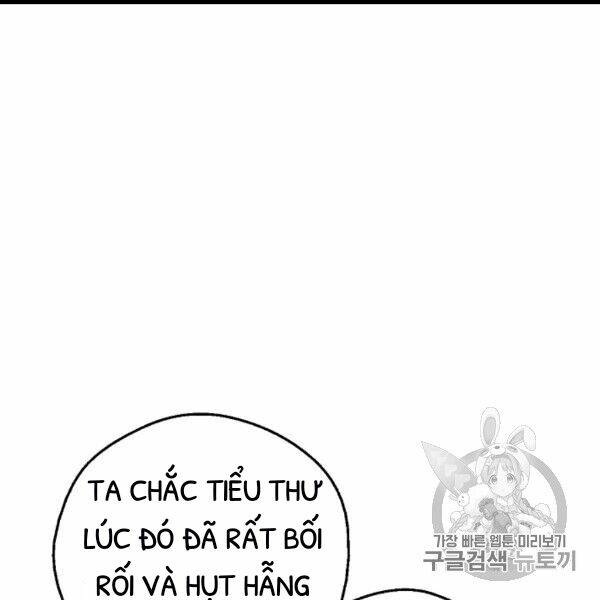 가장 빠른 웹툰 미리보기
구글검색 뉴토끼
TA CHẮC TIỂU THƯ
LÚC ĐÓ ĐÃ RẤT BỐI
RỐI VÀ HỤT HẪNG